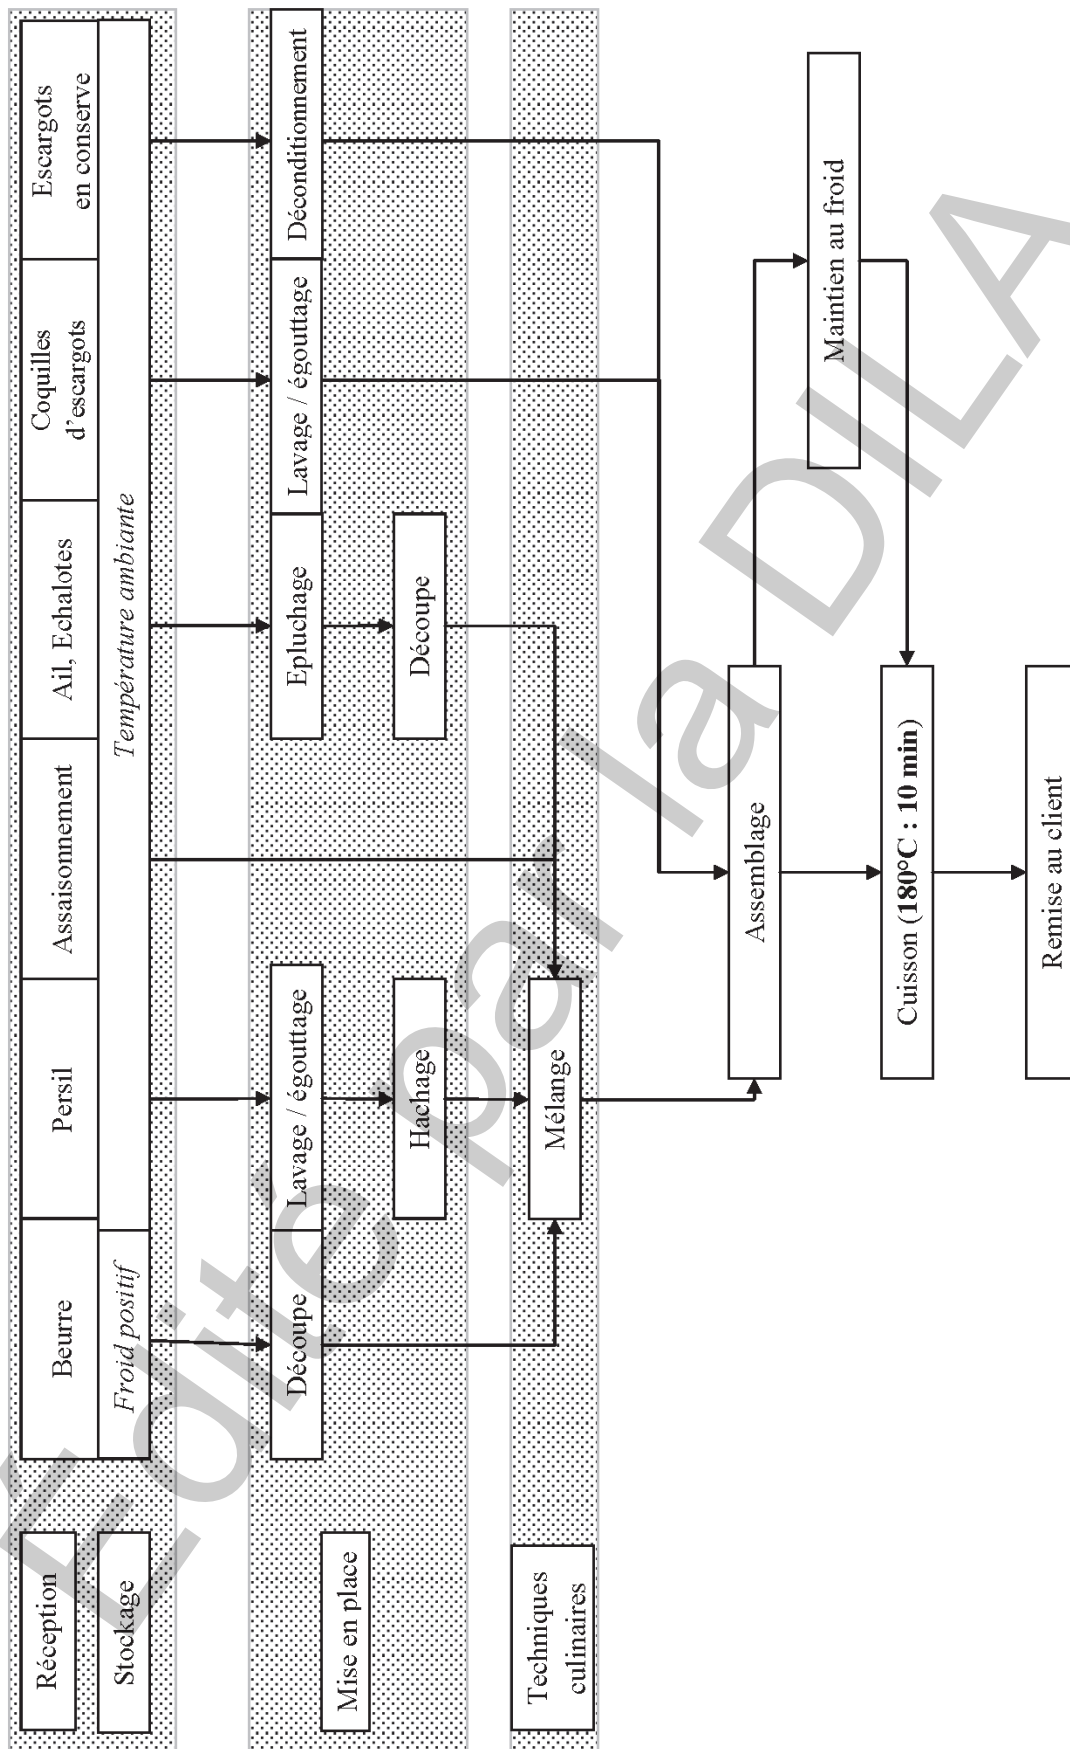 Réception
Beurre
Persil
Assaisonnement
Ail, Echalotes
Coquilles
d'escargots
Escargots
en conserve
Stockage
Froid positif
Température ambiante
Mise en place
Découpe
Lavage / égouttage
Epluchage
Lavage / égouttage
Déconditionnement
Hachage
Découpe
Techniques
culinaires
Mélange
Assemblage
Maintien au froid
Cuisson (180°C : 10 min)
Remise au client
Édité par la DILA